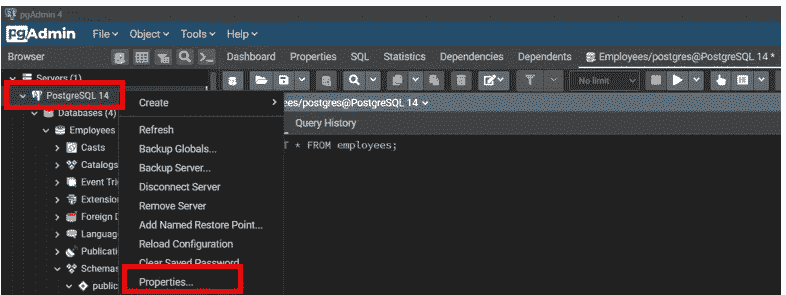 pgAdmin 4
pgAdmin File Object Tools Help
Browser Dashboard Properties SQL Statistics Dependencies Dependents Employees/postgres@PostgreSQL 14 *
Servers (1) No limit
PostgreSQL 14
Databases (4)
Employees
Casts
Catalogs
Event Tri
Extension
Foreign D
Languag
Publicati
Schemas
public
Create
Refresh
Backup Globals...
Backup Server...
Disconnect Server
Remove Server
Add Named Restore Point...
Reload Configuration
Clear Saved Password
Properties...
ees/postgres@PostgreSQL 14
Query History
T * FROM employees;